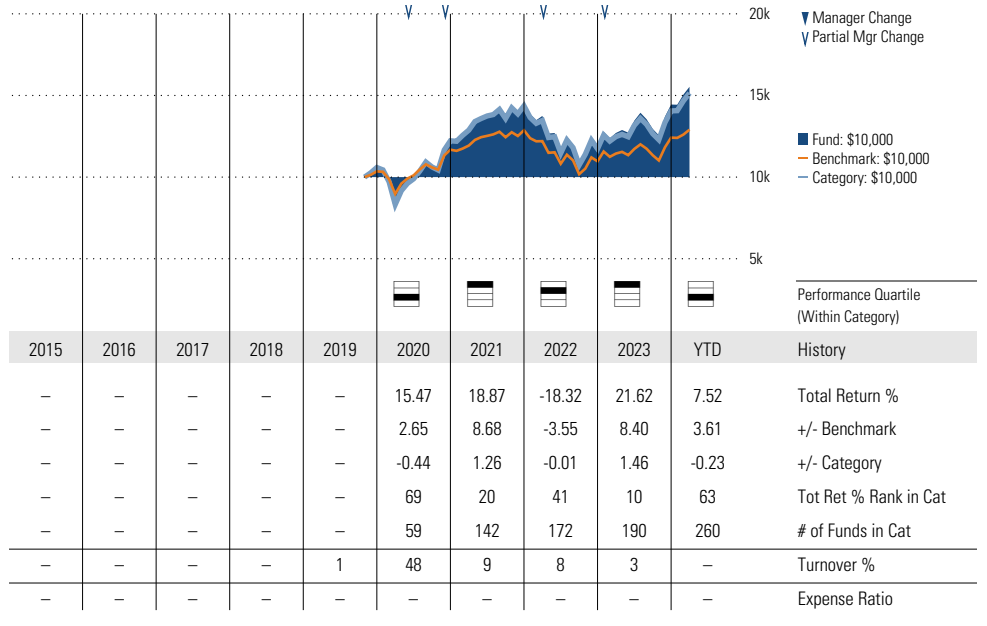 20k
15k
10k
5k
Manager Change
Partial Mgr Change
Fund: $10,000
Benchmark: $10,000
Category: $10,000
Performance Quartile
(Within Category)
2015 2016 2017 2018 2019 2020 2021 2022 2023 YTD History
– – – – – 15.47 18.87 -18.32 21.62 7.52 Total Return %
– – – – – 2.65 8.68 -3.55 8.40 3.61 +/- Benchmark
– – – – – -0.44 1.26 -0.01 1.46 -0.23 +/- Category
– – – – – 69 20 41 10 63 Tot Ret % Rank in Cat
– – – – – 59 142 172 190 260 # of Funds in Cat
– – – – 1 48 9 8 3 – Turnover %
– – – – – – – – – – Expense Ratio